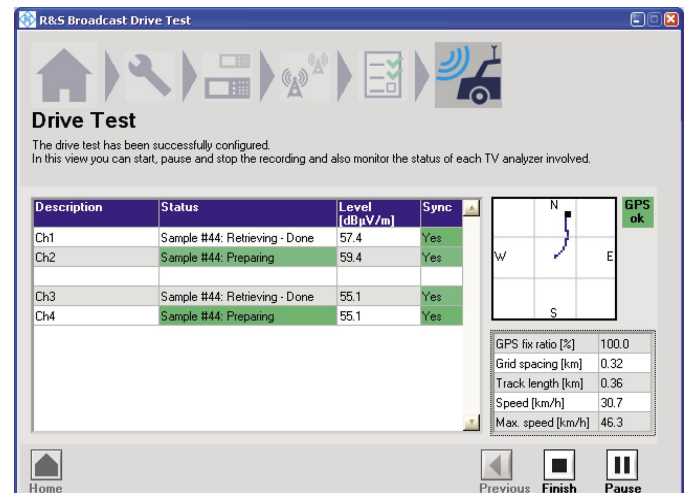 R&S Broadcast Drive Test
Drive Test
The drive test has been successfully configured.
In this view you can start, pause and stop the recording and also monitor the status of each TV analyzer involved.
Description Status Level [dBµV/m] Sync
Ch1 Sample #44: Retrieving - Done 57.4 Yes
Ch2 Sample #44: Preparing 59.4 Yes
Ch3 Sample #44: Retrieving - Done 55.1 Yes
Ch4 Sample #44: Preparing 55.1 Yes
N
W E
S
GPS
ok
GPS fix ratio [%] 100.0
Grid spacing [km] 0.32
Track length [km] 0.36
Speed [km/h] 30.7
Max. speed [km/h] 46.3
Home Previous Finish Pause